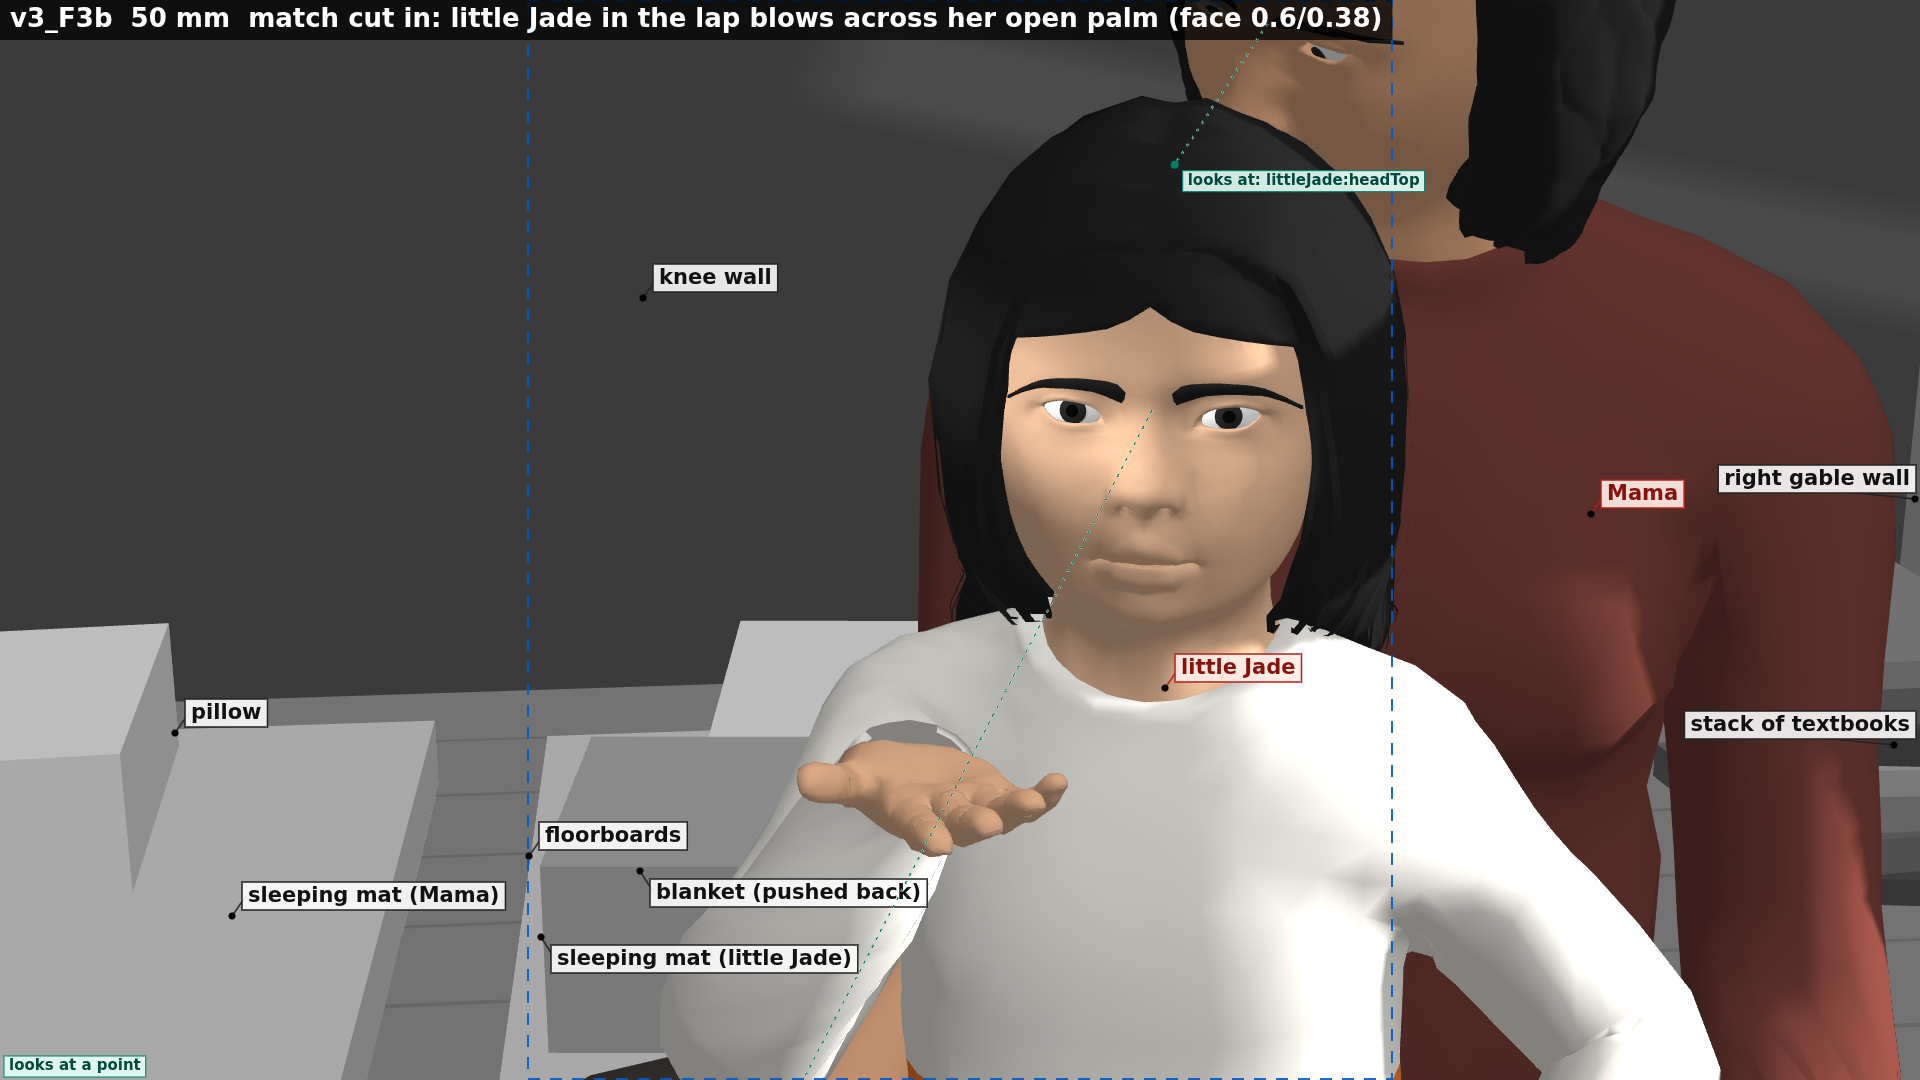 v3_F3b  50 mm  match cut in: little Jade in the lap blows across her open palm (face 0.6/0.38)
looks at: littleJade:headTop
knee wall
right gable wall
Mama
little Jade
pillow
stack of textbooks
floorboards
blanket (pushed back)
sleeping mat (Mama)
sleeping mat (little Jade)
looks at a point